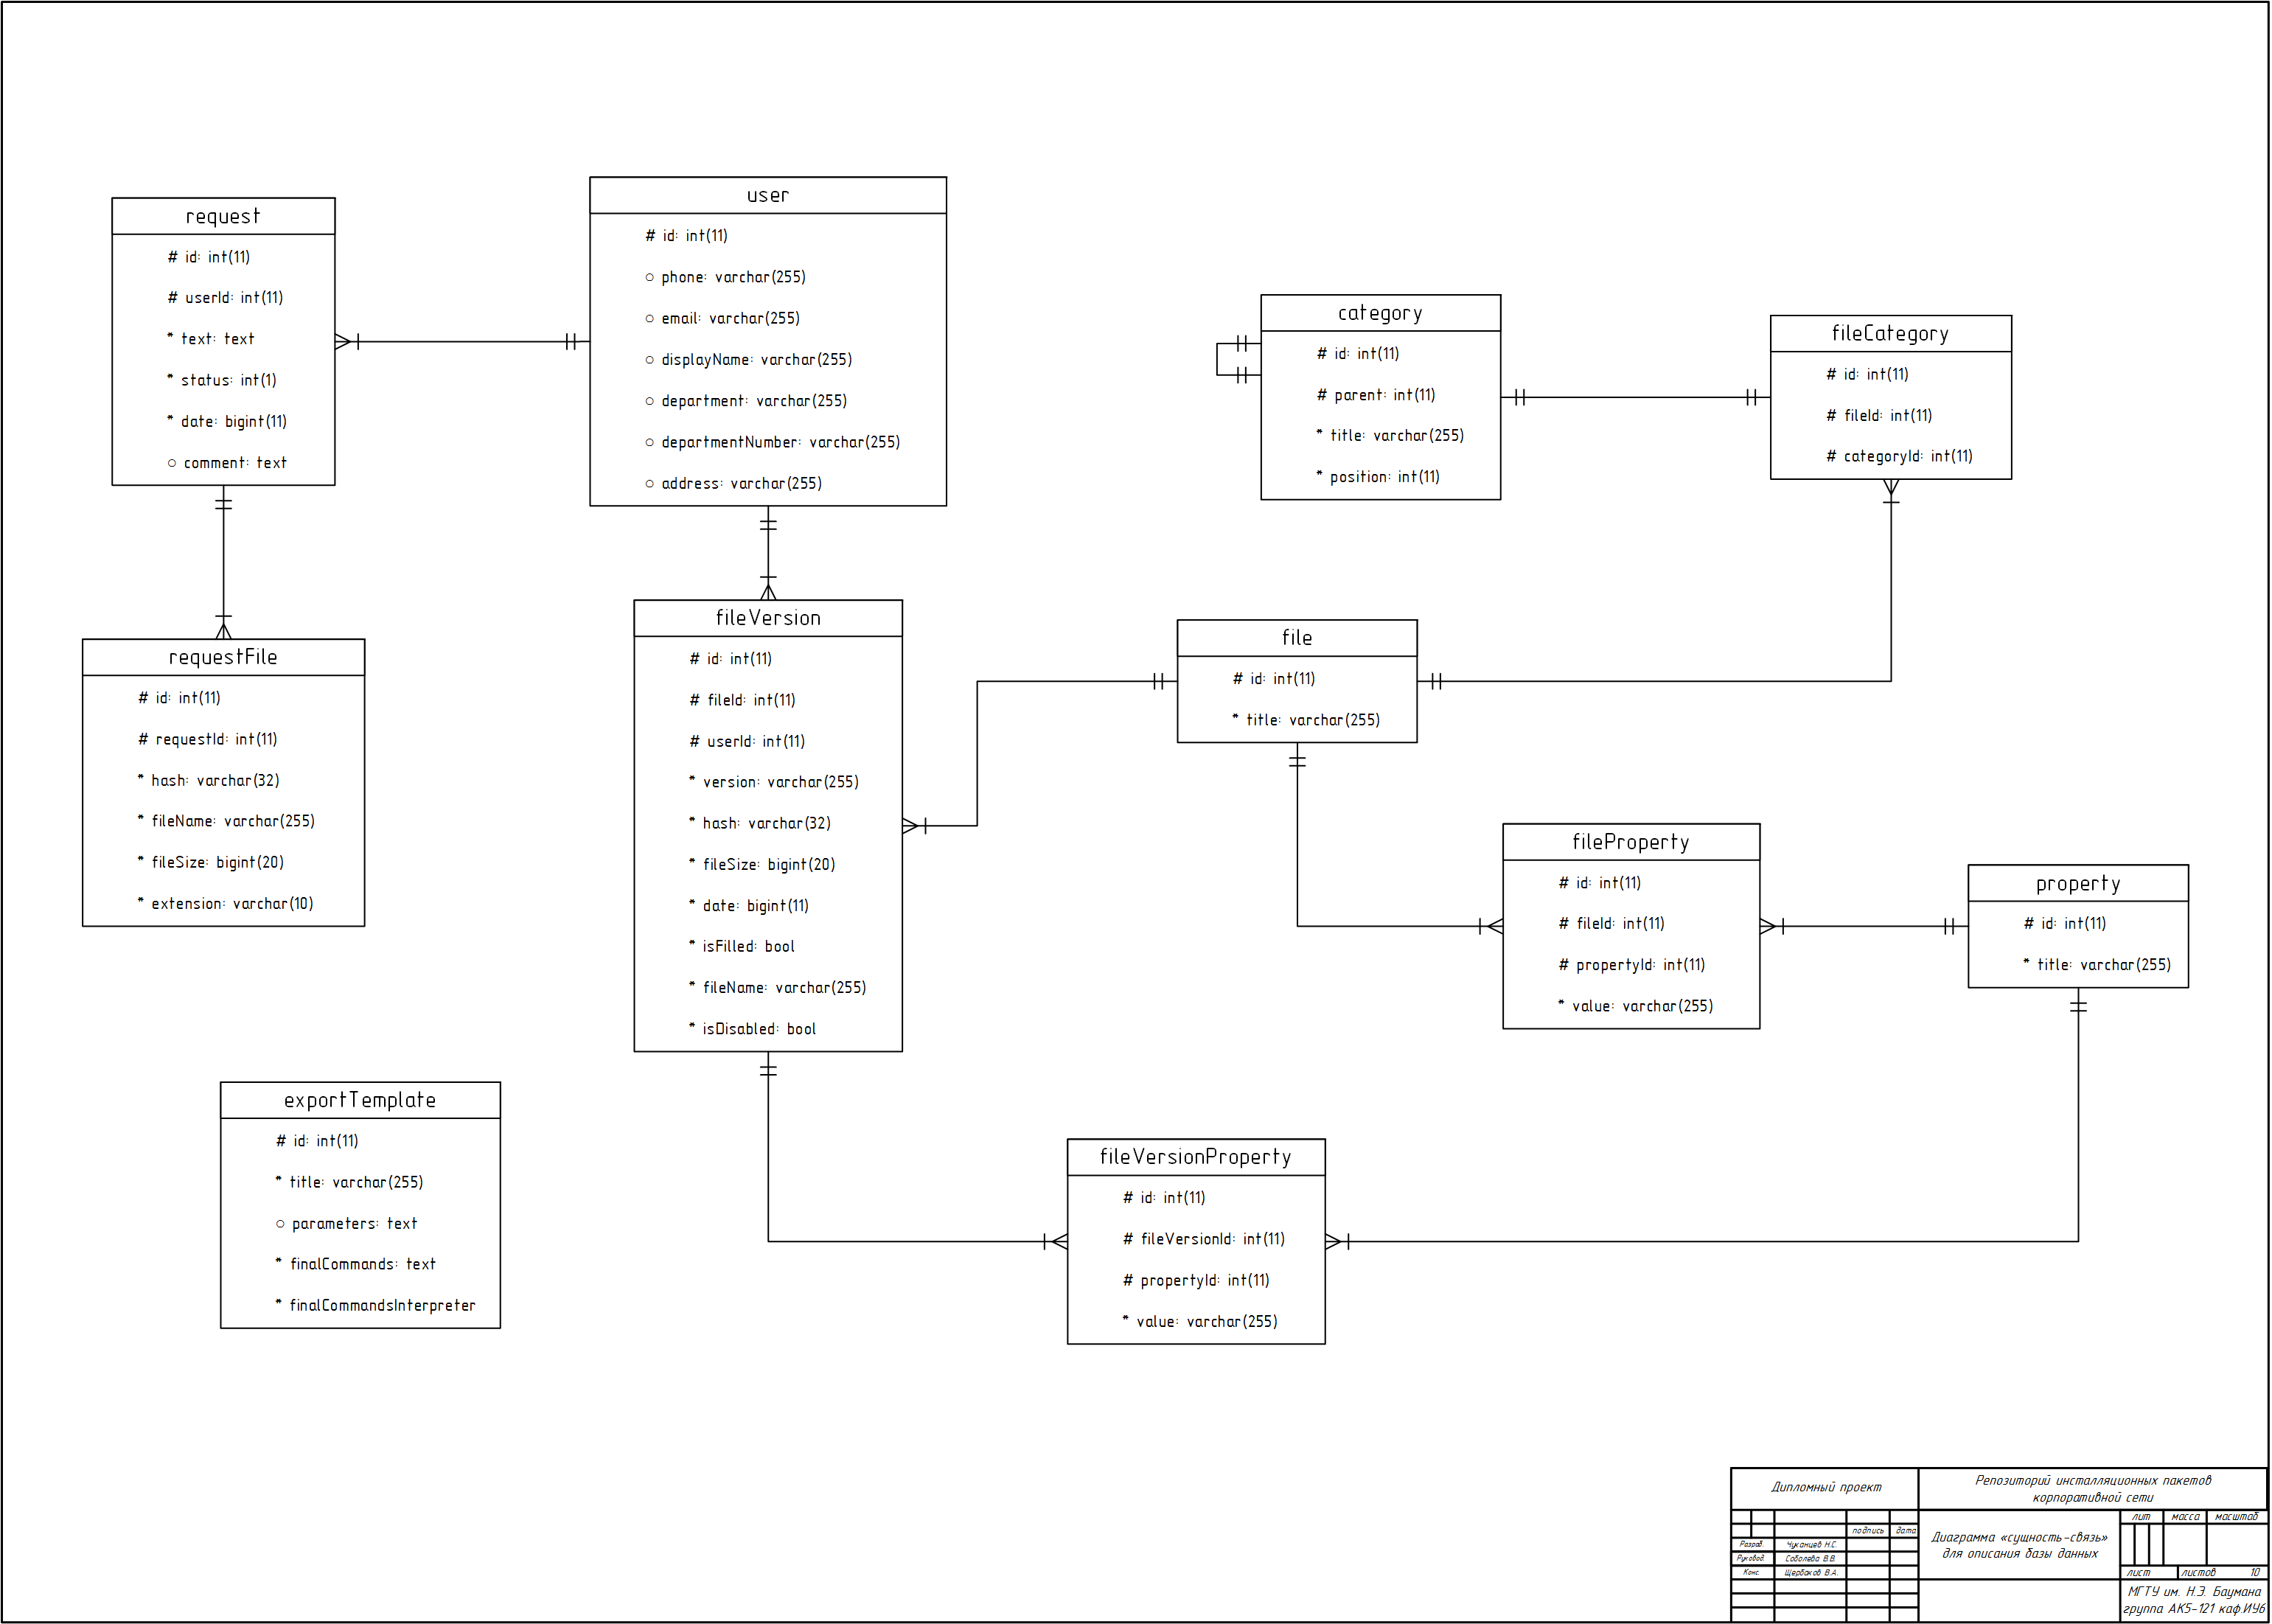 request
# id: int(11)
# userId: int(11)
* text: text
* status: int(1)
* date: bigint(11)
○ comment: text
user
# id: int(11)
○ phone: varchar(255)
○ email: varchar(255)
○ displayName: varchar(255)
○ department: varchar(255)
○ departmentNumber: varchar(255)
○ address: varchar(255)
category
# id: int(11)
# parent: int(11)
* title: varchar(255)
* position: int(11)
fileCategory
# id: int(11)
# fileId: int(11)
# categoryId: int(11)
requestFile
# id: int(11)
# requestId: int(11)
* hash: varchar(32)
* fileName: varchar(255)
* fileSize: bigint(20)
* extension: varchar(10)
fileVersion
# id: int(11)
# fileId: int(11)
# userId: int(11)
* version: varchar(255)
* hash: varchar(32)
* fileSize: bigint(20)
* date: bigint(11)
* isFilled: bool
* fileName: varchar(255)
* isDisabled: bool
file
# id: int(11)
* title: varchar(255)
fileProperty
# id: int(11)
# fileId: int(11)
# propertyId: int(11)
* value: varchar(255)
property
# id: int(11)
* title: varchar(255)
exportTemplate
# id: int(11)
* title: varchar(255)
○ parameters: text
* finalCommands: text
* finalCommandsInterpreter
fileVersionProperty
# id: int(11)
# fileVersionId: int(11)
# propertyId: int(11)
* value: varchar(255)
Дипломный проект
Репозиторий инсталляционных пакетов
корпоративной сети
подпись дата
Разраб. Чуканцев Н.С.
Руковод. Соболева В.В.
Конс. Щербаков В.А.
Диаграмма «сущность-связь»
для описания базы данных
лит масса масштаб
лист листов 10
МГТУ им. Н.Э. Баумана
группа АК5-121 каф.ИУ6